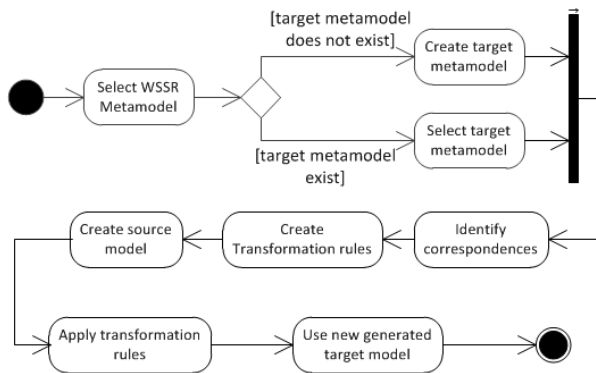 [target metamodel
does not exist]
Create target
metamodel
Select WSSR
Metamodel
Select target
metamodel
[target metamodel
exist]
Create source
model
Create
Transformation rules
Identify
correspondences
Apply transformation
rules
Use new generated
target model